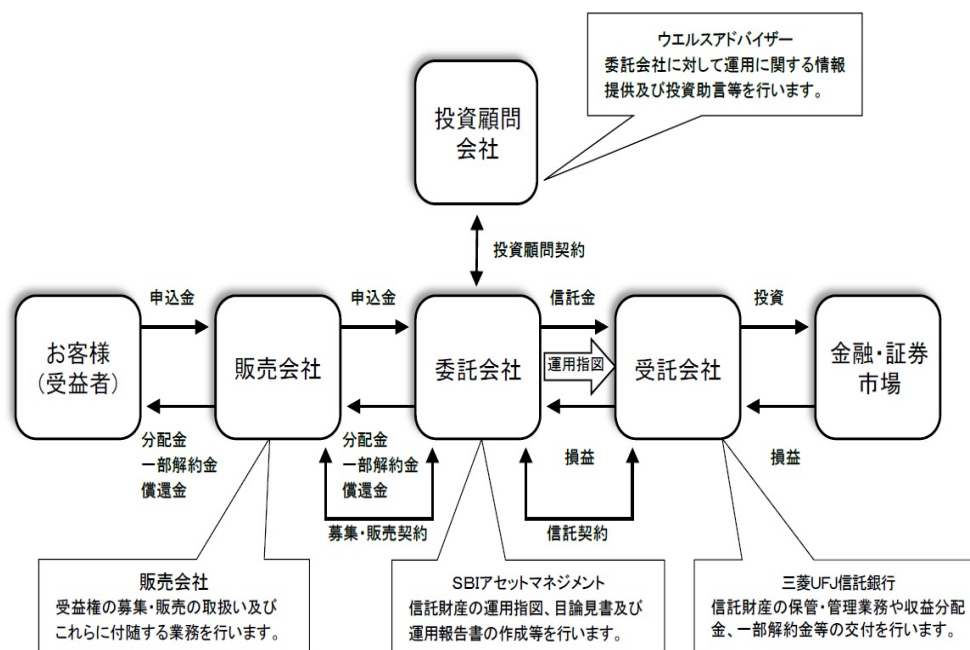 ウエルスアドバイザー
委託会社に対して運用に関する情報
提供及び投資助言等を行います。
投資顧問
会社
投資顧問契約
申込金
申込金
信託金
投資
お客様
(受益者)
販売会社
委託会社
運用指図
受託会社
金融・証券
市場
分配金
一部解約金
償還金
分配金
一部解約金
償還金
損益
損益
募集・販売契約
信託契約
販売会社
受益権の募集・販売の取扱い及び
これらに付随する業務を行います。
SBIアセットマネジメント
信託財産の運用指図、目論見書及び
運用報告書の作成等を行います。
三菱UFJ信託銀行
信託財産の保管・管理業務や収益分配
金、一部解約金等の交付を行います。